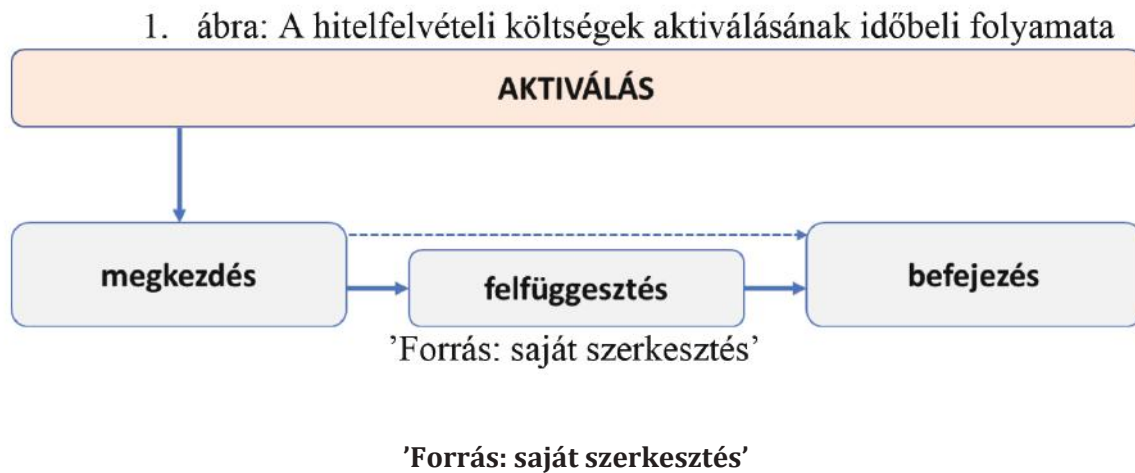 1. ábra: A hitelfelvételi költségek aktiválásának időbeli folyamata
AKTIVÁLÁS
megkezdés
felfüggesztés
befejezés
’Forrás: saját szerkesztés’
’Forrás: saját szerkesztés’